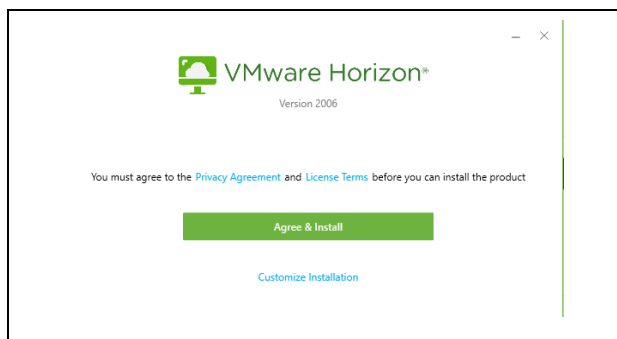 VMware Horizon®
Version 2006
You must agree to the Privacy Agreement and License Terms before you can install the product
Agree & Install
Customize Installation